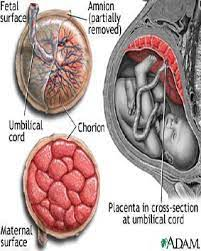 Fetal
surface
Amnion
(partially
removed)
Umbilical
cord
Chorion
Maternal
surface
Placenta in cross-section
at umbilical cord
ADAM.